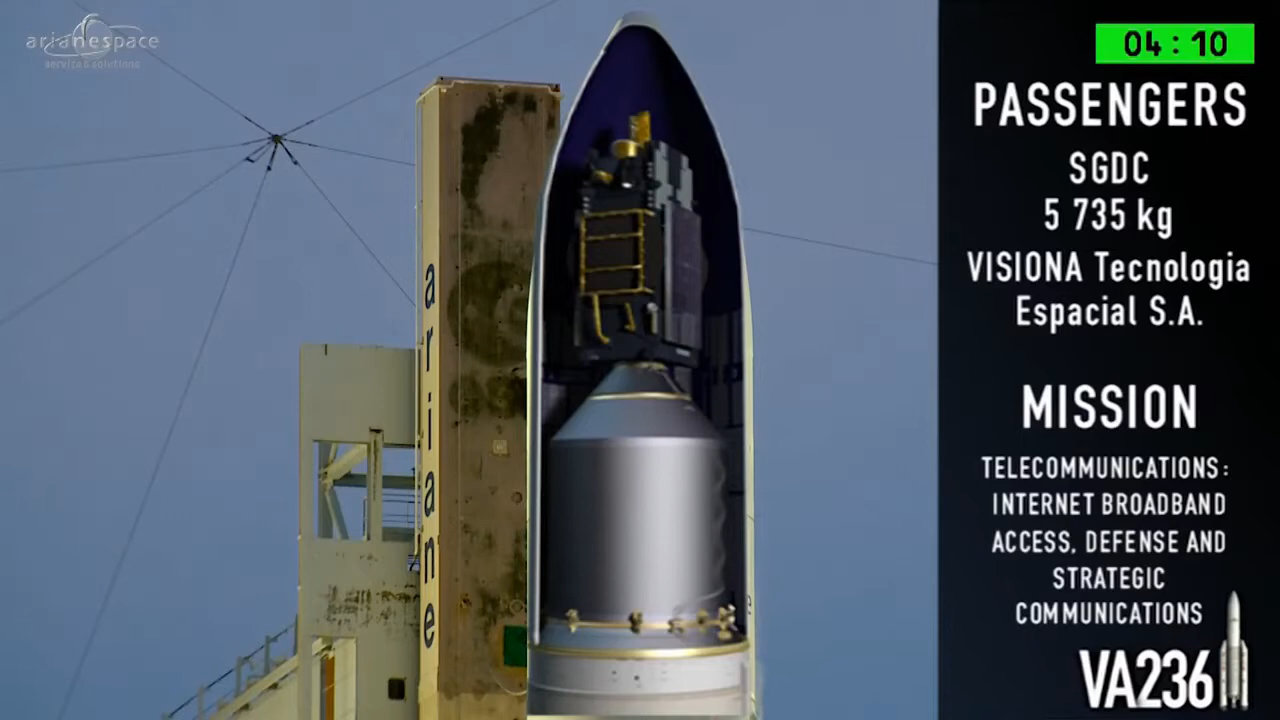 arianespace
service & solutions
ariane
04:10
PASSENGERS
SGDC
5 735 kg
VISIONA Tecnologia
Espacial S.A.
MISSION
TELECOMMUNICATIONS:
INTERNET BROADBAND
ACCESS, DEFENSE AND
STRATEGIC
COMMUNICATIONS
VA236